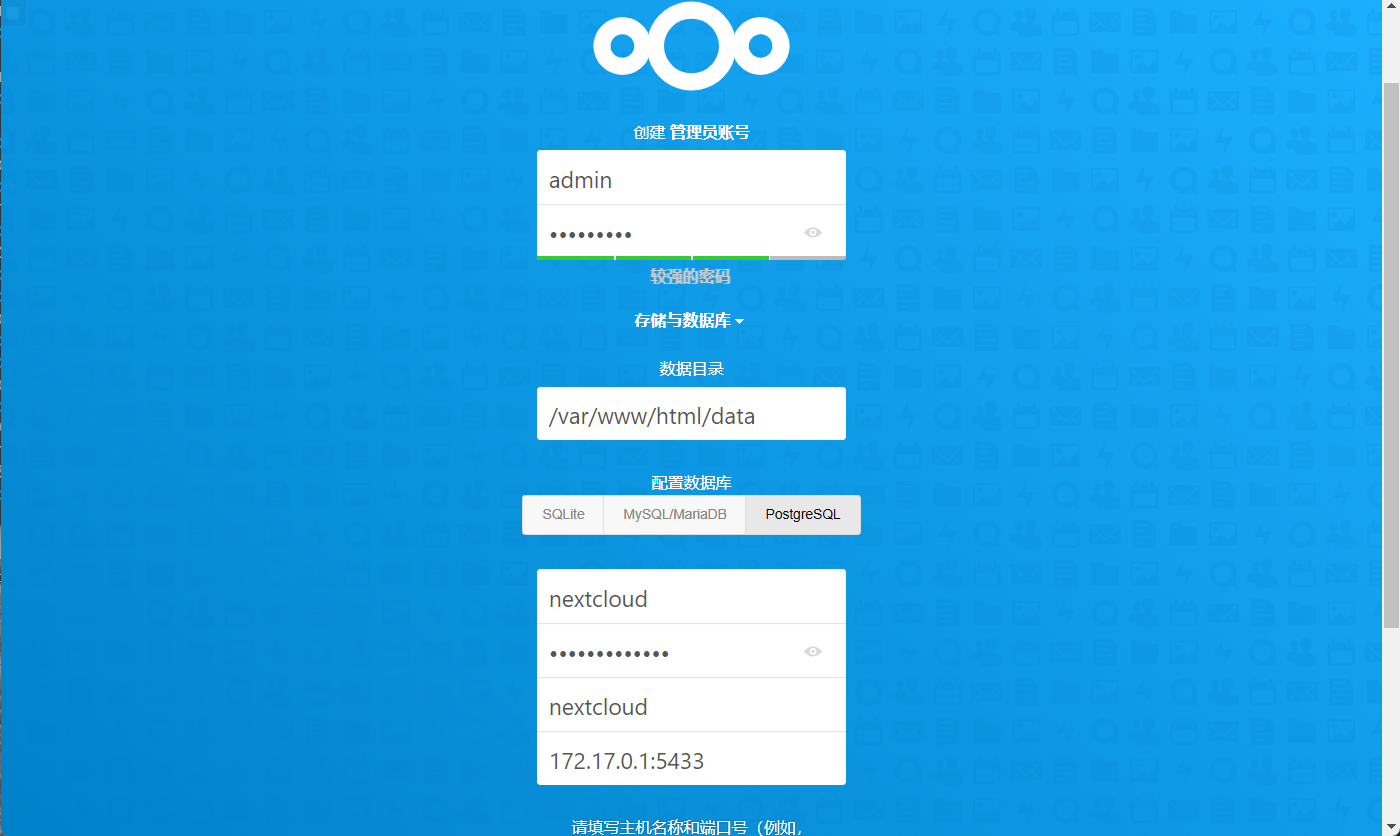 创建 管理员账号
admin
•••••••••
较强的密码
存储与数据库
数据目录
/var/www/html/data
配置数据库
SQLite MySQL/MariaDB PostgreSQL
nextcloud
•••••••••••••
nextcloud
172.17.0.1:5433
请填写主机名称和端口号（例如，